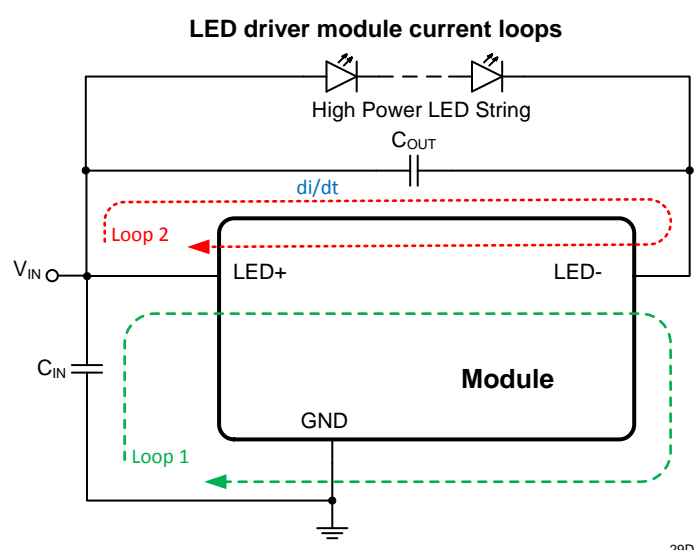 LED driver module current loops
High Power LED String
COUT
di/dt
Loop 2
VIN
LED+
LED-
CIN
Module
GND
Loop 1
29D